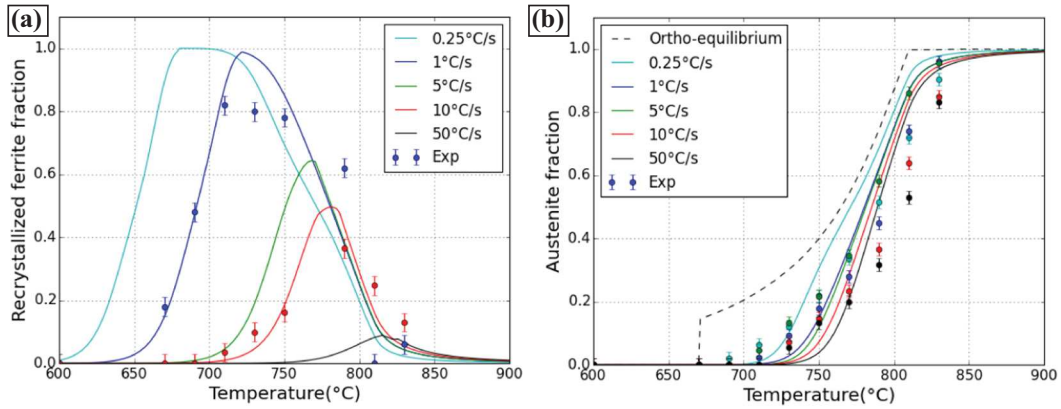 (a)
Recrystallized ferrite fraction
1.0
0.8
0.6
0.4
0.2
0.0
600 650 700 750 800 850 900
Temperature(°C)
0.25°C/s
1°C/s
5°C/s
10°C/s
50°C/s
Exp
(b)
Austenite fraction
1.0
0.8
0.6
0.4
0.2
0.0
600 650 700 750 800 850 900
Temperature(°C)
Ortho-equilibrium
0.25°C/s
1°C/s
5°C/s
10°C/s
50°C/s
Exp